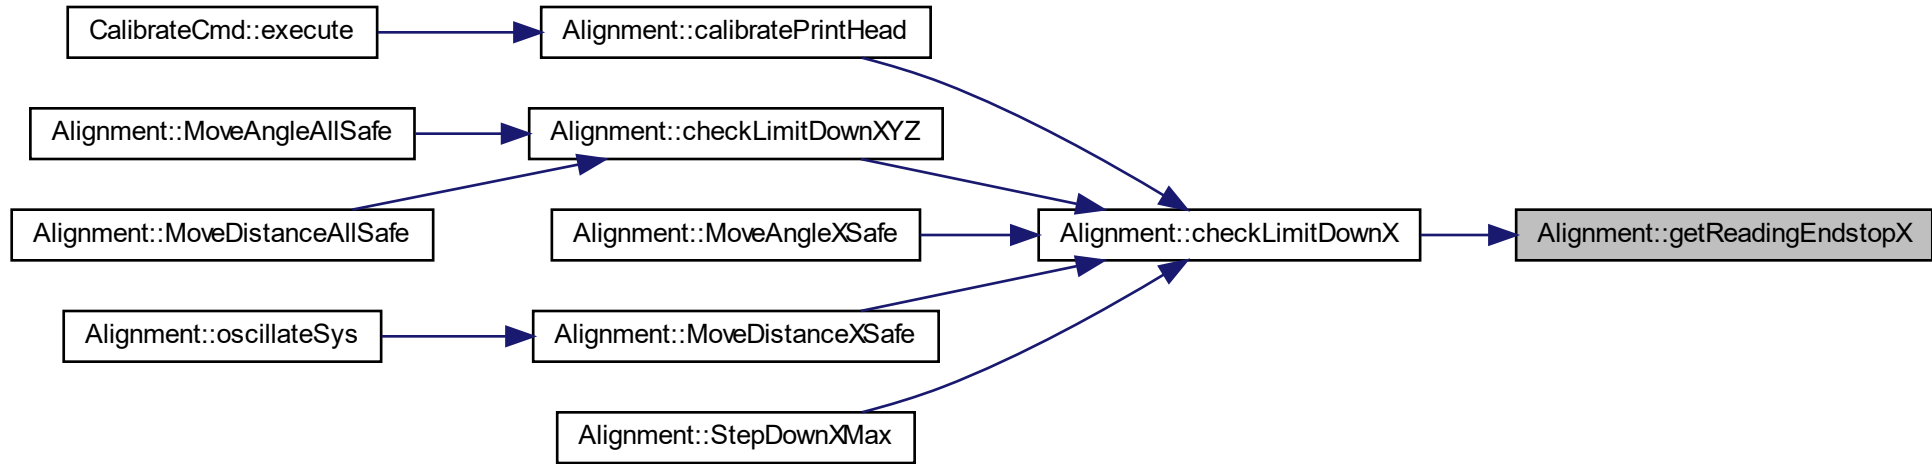 CalibrateCmd::execute
Alignment::calibratePrintHead
Alignment::MoveAngleAllSafe
Alignment::checkLimitDownXYZ
Alignment::MoveDistanceAllSafe
Alignment::MoveAngleXSafe
Alignment::checkLimitDownX
Alignment::getReadingEndstopX
Alignment::oscillateSys
Alignment::MoveDistanceXSafe
Alignment::StepDownXMax